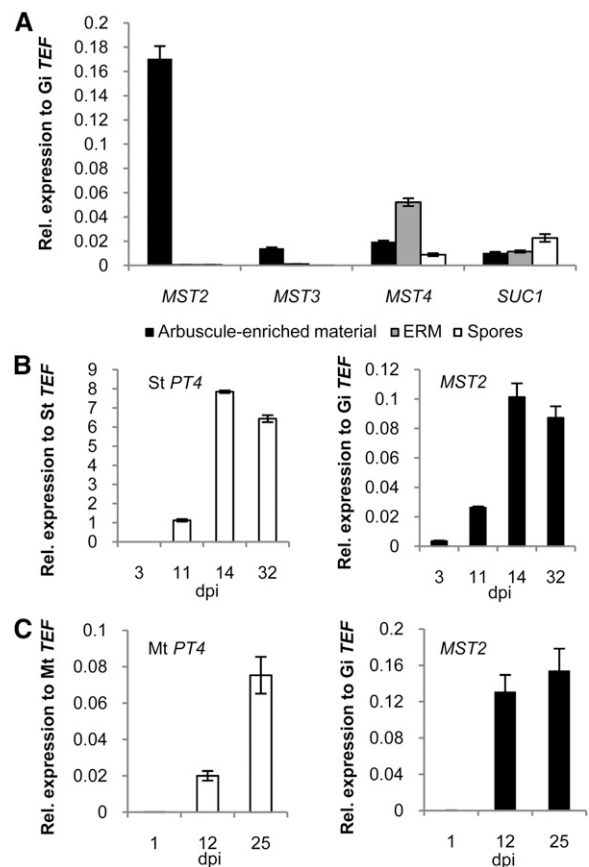 A
Rel. expression to Gi TEF
0.2
0.18
0.16
0.14
0.12
0.1
0.08
0.06
0.04
0.02
0
MST2 MST3 MST4 SUC1
Arbuscule-enriched material ERM Spores
B
Rel. expression to St TEF
9
8
7
6
5
4
3
2
1
0
St PT4
3 11 14 32
dpi
Rel. expression to Gi TEF
0.12
0.1
0.08
0.06
0.04
0.02
0
MST2
3 11 14 32
dpi
C
Rel. expression to Mt TEF
0.1
0.08
0.06
0.04
0.02
0
Mt PT4
1 12 25
dpi
Rel. expression to Gi TEF
0.2
0.16
0.12
0.08
0.04
0
MST2
1 12 25
dpi